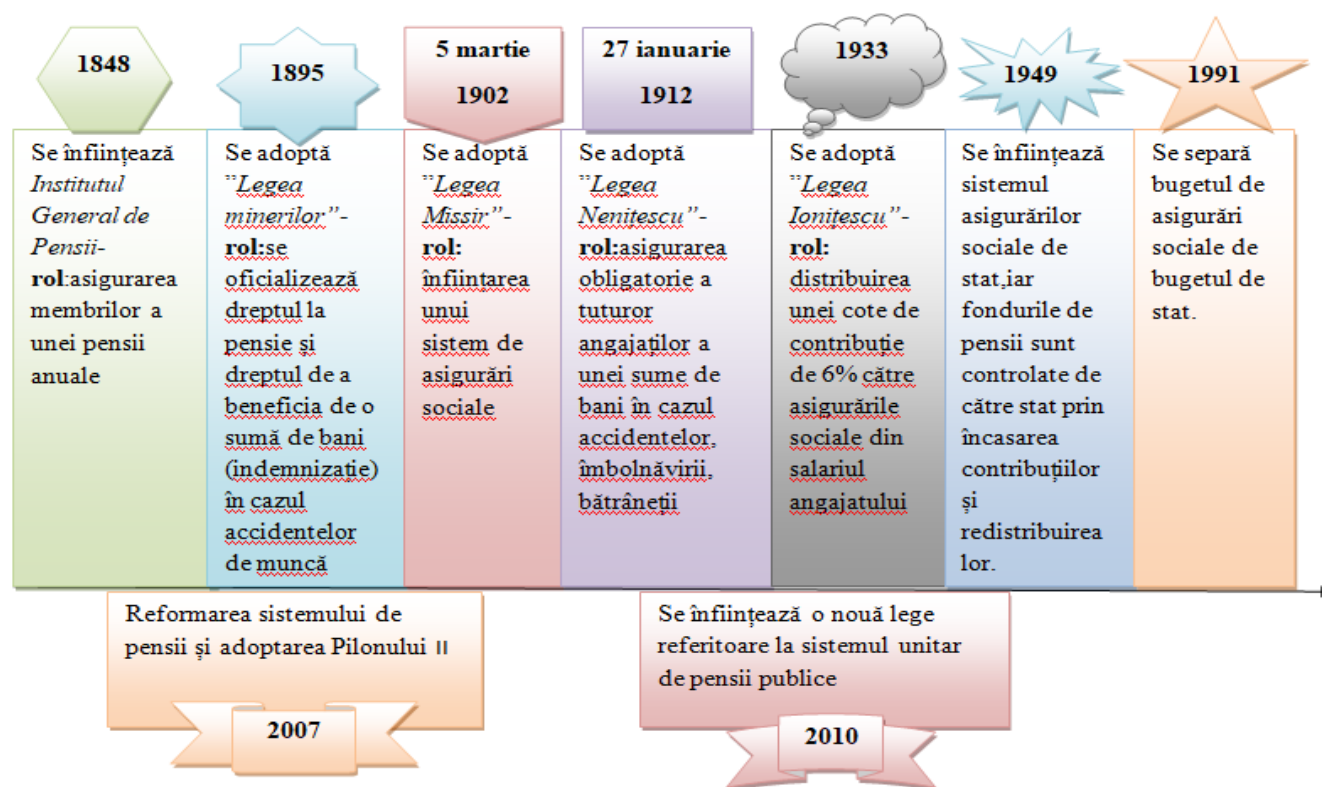 1848
Se înființează
Institutul
General de
Pensii-
rol:asigurarea
membrilor a
unei pensii
anuale
1895
Se adoptă
”Legea
minerilor”-
rol:se
oficializează
dreptul la
pensie și
dreptul de a
beneficia de o
sumă de bani
(indemnizație)
în cazul
accidentelor
de muncă
5 martie
1902
Se adoptă
”Legea
Missir”-
rol:
înființarea
unui
sistem de
asigurări
sociale
27 ianuarie
1912
Se adoptă
”Legea
Nenițescu”-
rol:asigurarea
obligatorie a
tuturor
angajaților a
unei sume de
bani în cazul
accidentelor,
îmbolnăvirii,
bătrâneții
1933
Se adoptă
”Legea
Ionițescu”-
rol:
distribuirea
unei cote de
contribuție
de 6% către
asigurările
sociale din
salariul
angajatului
1949
Se înființează
sistemul
asigurărilor
sociale de
stat,iar
fondurile de
pensii sunt
controlate de
către stat prin
încasarea
contribuțiilor
și
redistribuirea
lor.
1991
Se separă
bugetul de
asigurări
sociale de
bugetul de
stat.
Reformarea sistemului de
pensii și adoptarea Pilonului II
2007
Se înființează o nouă lege
referitoare la sistemul unitar
de pensii publice
2010